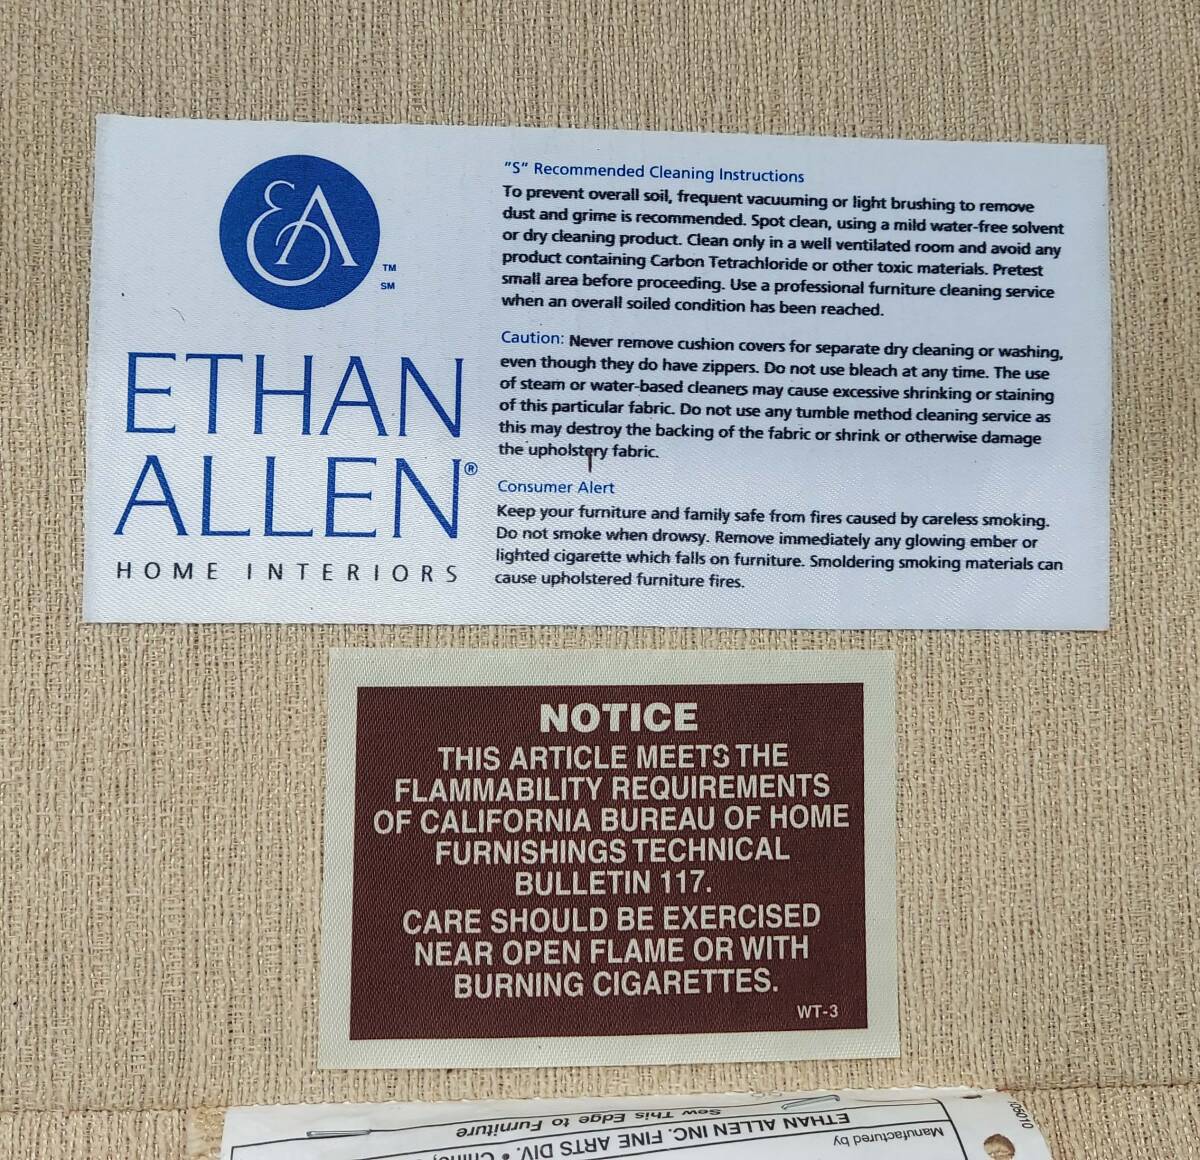 EA
TM
SM
ETHAN
ALLEN®
HOME INTERIORS
"S" Recommended Cleaning Instructions
To prevent overall soil, frequent vacuuming or light brushing to remove
dust and grime is recommended. Spot clean, using a mild water-free solvent
or dry cleaning product. Clean only in a well ventilated room and avoid any
product containing Carbon Tetrachloride or other toxic materials. Pretest
small area before proceeding. Use a professional furniture cleaning service
when an overall soiled condition has been reached.
Caution: Never remove cushion covers for separate dry cleaning or washing,
even though they do have zippers. Do not use bleach at any time. The use
of steam or water-based cleaners may cause excessive shrinking or staining
of this particular fabric. Do not use any tumble method cleaning service as
this may destroy the backing of the fabric or shrink or otherwise damage
the upholstery fabric.
Consumer Alert
Keep your furniture and family safe from fires caused by careless smoking.
Do not smoke when drowsy. Remove immediately any glowing ember or
lighted cigarette which falls on furniture. Smoldering smoking materials can
cause upholstered furniture fires.
NOTICE
THIS ARTICLE MEETS THE
FLAMMABILITY REQUIREMENTS
OF CALIFORNIA BUREAU OF HOME
FURNISHINGS TECHNICAL
BULLETIN 117.
CARE SHOULD BE EXERCISED
NEAR OPEN FLAME OR WITH
BURNING CIGARETTES.
WT-3
Sew This Edge to Furniture
Manufactured by
ETHAN ALLEN INC. FINE ARTS DIV. •